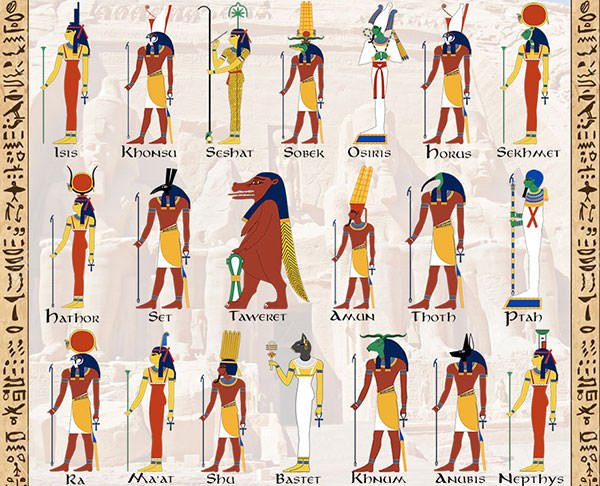 Isis Khonsu Seshat Sobek Osiris Horus Sekhmet
Hathor Set Taweret Amun Thoth Ptah
Ra Ma'at Shu Bastet Khnum Anubis Nepthys